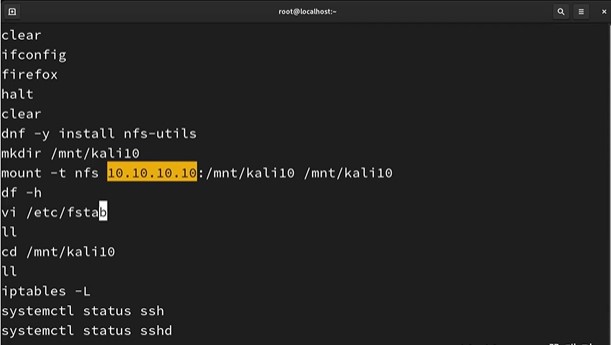 root@localhost:~
clear
ifconfig
firefox
halt
clear
dnf -y install nfs-utils
mkdir /mnt/kali10
mount -t nfs 10.10.10.10:/mnt/kali10 /mnt/kali10
df -h
vi /etc/fstab
ll
cd /mnt/kali10
ll
iptables -L
systemctl status ssh
systemctl status sshd